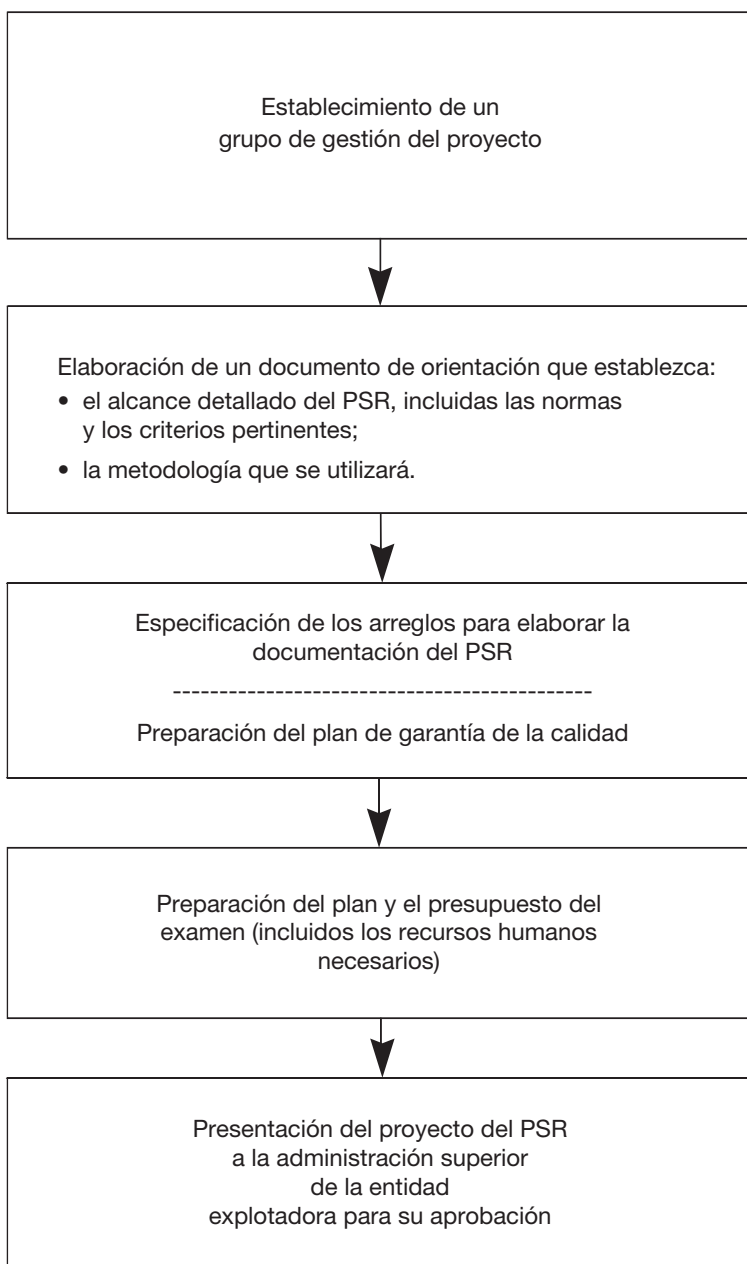 Establecimiento de un
grupo de gestión del proyecto
Elaboración de un documento de orientación que establezca:
• el alcance detallado del PSR, incluidas las normas
y los criterios pertinentes;
• la metodología que se utilizará.
Especificación de los arreglos para elaborar la
documentación del PSR
---------------------------------------------
Preparación del plan de garantía de la calidad
Preparación del plan y el presupuesto del
examen (incluidos los recursos humanos
necesarios)
Presentación del proyecto del PSR
a la administración superior
de la entidad
explotadora para su aprobación